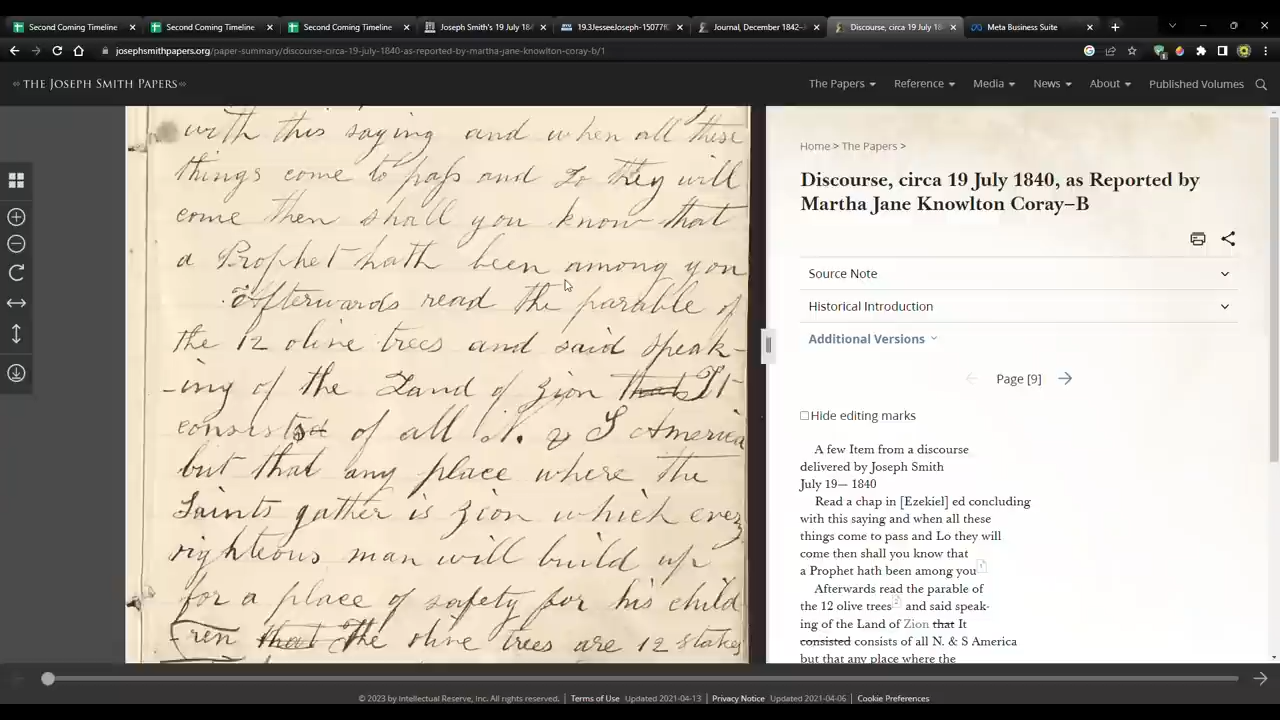 Second Coming Timeline
Second Coming Timeline
Second Coming Timeline
Joseph Smith's 19 July 184
19.3JesseeJoseph-15077f
Journal, December 1842–
Discourse, circa 19 July 18
Meta Business Suite
josephsmithpapers.org/paper-summary/discourse-circa-19-july-1840-as-reported-by-martha-jane-knowlton-coray-b/1
THE JOSEPH SMITH PAPERS
The Papers
Reference
Media
News
About
Published Volumes
with this saying and when all these
things come to pass and Lo they will
come then shall you know that
a Prophet hath been among you
Afterwards read the parable of
the 12 olive trees and said speak-
-ing of the Land of Zion that It
consists of all N. & S America
but that any place where the
Saints gather is Zion which every
righteous man will build up
for a place of safety for his child
-ren that The olive trees are 12 stakes
Home > The Papers >
Discourse, circa 19 July 1840, as Reported by
Martha Jane Knowlton Coray–B
Source Note
Historical Introduction
Additional Versions
Page [9]
Hide editing marks
A few Item from a discourse
delivered by Joseph Smith
July 19— 1840
Read a chap in [Ezekiel] ed concluding
with this saying and when all these
things come to pass and Lo they will
come then shall you know that
a Prophet hath been among you
Afterwards read the parable of
the 12 olive trees and said speak-
ing of the Land of Zion that It
consisted consists of all N. & S America
but that any place where the
© 2023 by Intellectual Reserve, Inc. All rights reserved. | Terms of Use Updated 2021-04-13 | Privacy Notice Updated 2021-04-06 | Cookie Preferences